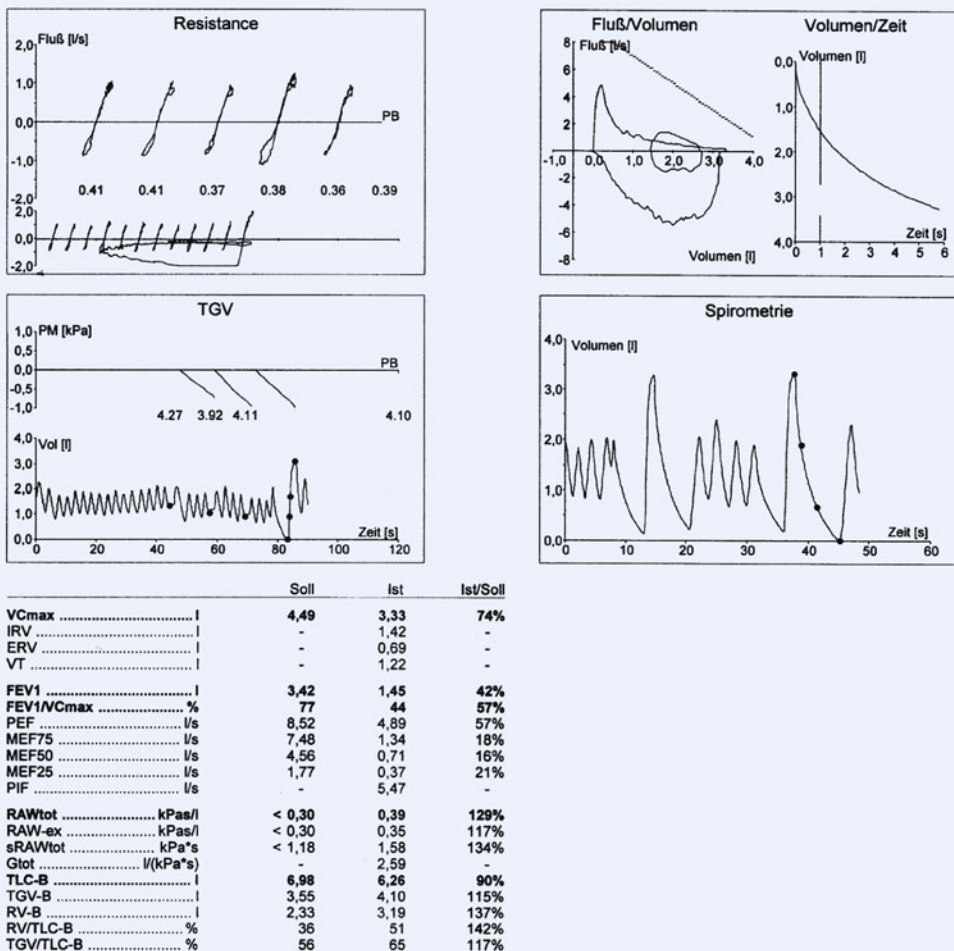 Resistance
Fluß [l/s]
2,0
1,0
0,0
-1,0
-2,0
PB
0.41 0.41 0.37 0.38 0.36 0.39
2,0
0,0
-2,0
Fluß/Volumen
Fluß [l/s]
8
6
4
2
-2
-4
-6
-8
-1,0 0,0 1,0 2,0 3,0 4,0
Volumen [l]
Volumen/Zeit
Volumen [l]
0,0
1,0
2,0
3,0
4,0
Zeit [s]
0 1 2 3 4 5 6
TGV
PM [kPa]
1,0
0,5
0,0
-0,5
-1,0
PB
4.27 3.92 4.11 4.10
Vol [l]
4,0
3,0
2,0
1,0
0,0
Zeit [s]
0 20 40 60 80 100 120
Spirometrie
Volumen [l]
4,0
3,0
2,0
1,0
0,0
Zeit [s]
0 10 20 30 40 50 60
Soll Ist Ist/Soll
VCmax ........................ l 4,49 3,33 74%
IRV ........................ l - 1,42 -
ERV ........................ l - 0,69 -
VT ........................ l - 1,22 -
FEV1 ........................ l 3,42 1,45 42%
FEV1/VCmax ................ % 77 44 57%
PEF ........................ l/s 8,52 4,89 57%
MEF75 ........................ l/s 7,48 1,34 18%
MEF50 ........................ l/s 4,56 0,71 16%
MEF25 ........................ l/s 1,77 0,37 21%
PIF ........................ l/s - 5,47 -
RAWtot ................ kPas/l < 0,30 0,39 129%
RAW-ex ................ kPas/l < 0,30 0,35 117%
sRAWtot ................ kPa*s < 1,18 1,58 134%
Gtot ................ l/(kPa*s) - 2,59 -
TLC-B ........................ l 6,98 6,26 90%
TGV-B ........................ l 3,55 4,10 115%
RV-B ........................ l 2,33 3,19 137%
RV/TLC-B ................ % 36 51 142%
TGV/TLC-B ................ % 56 65 117%